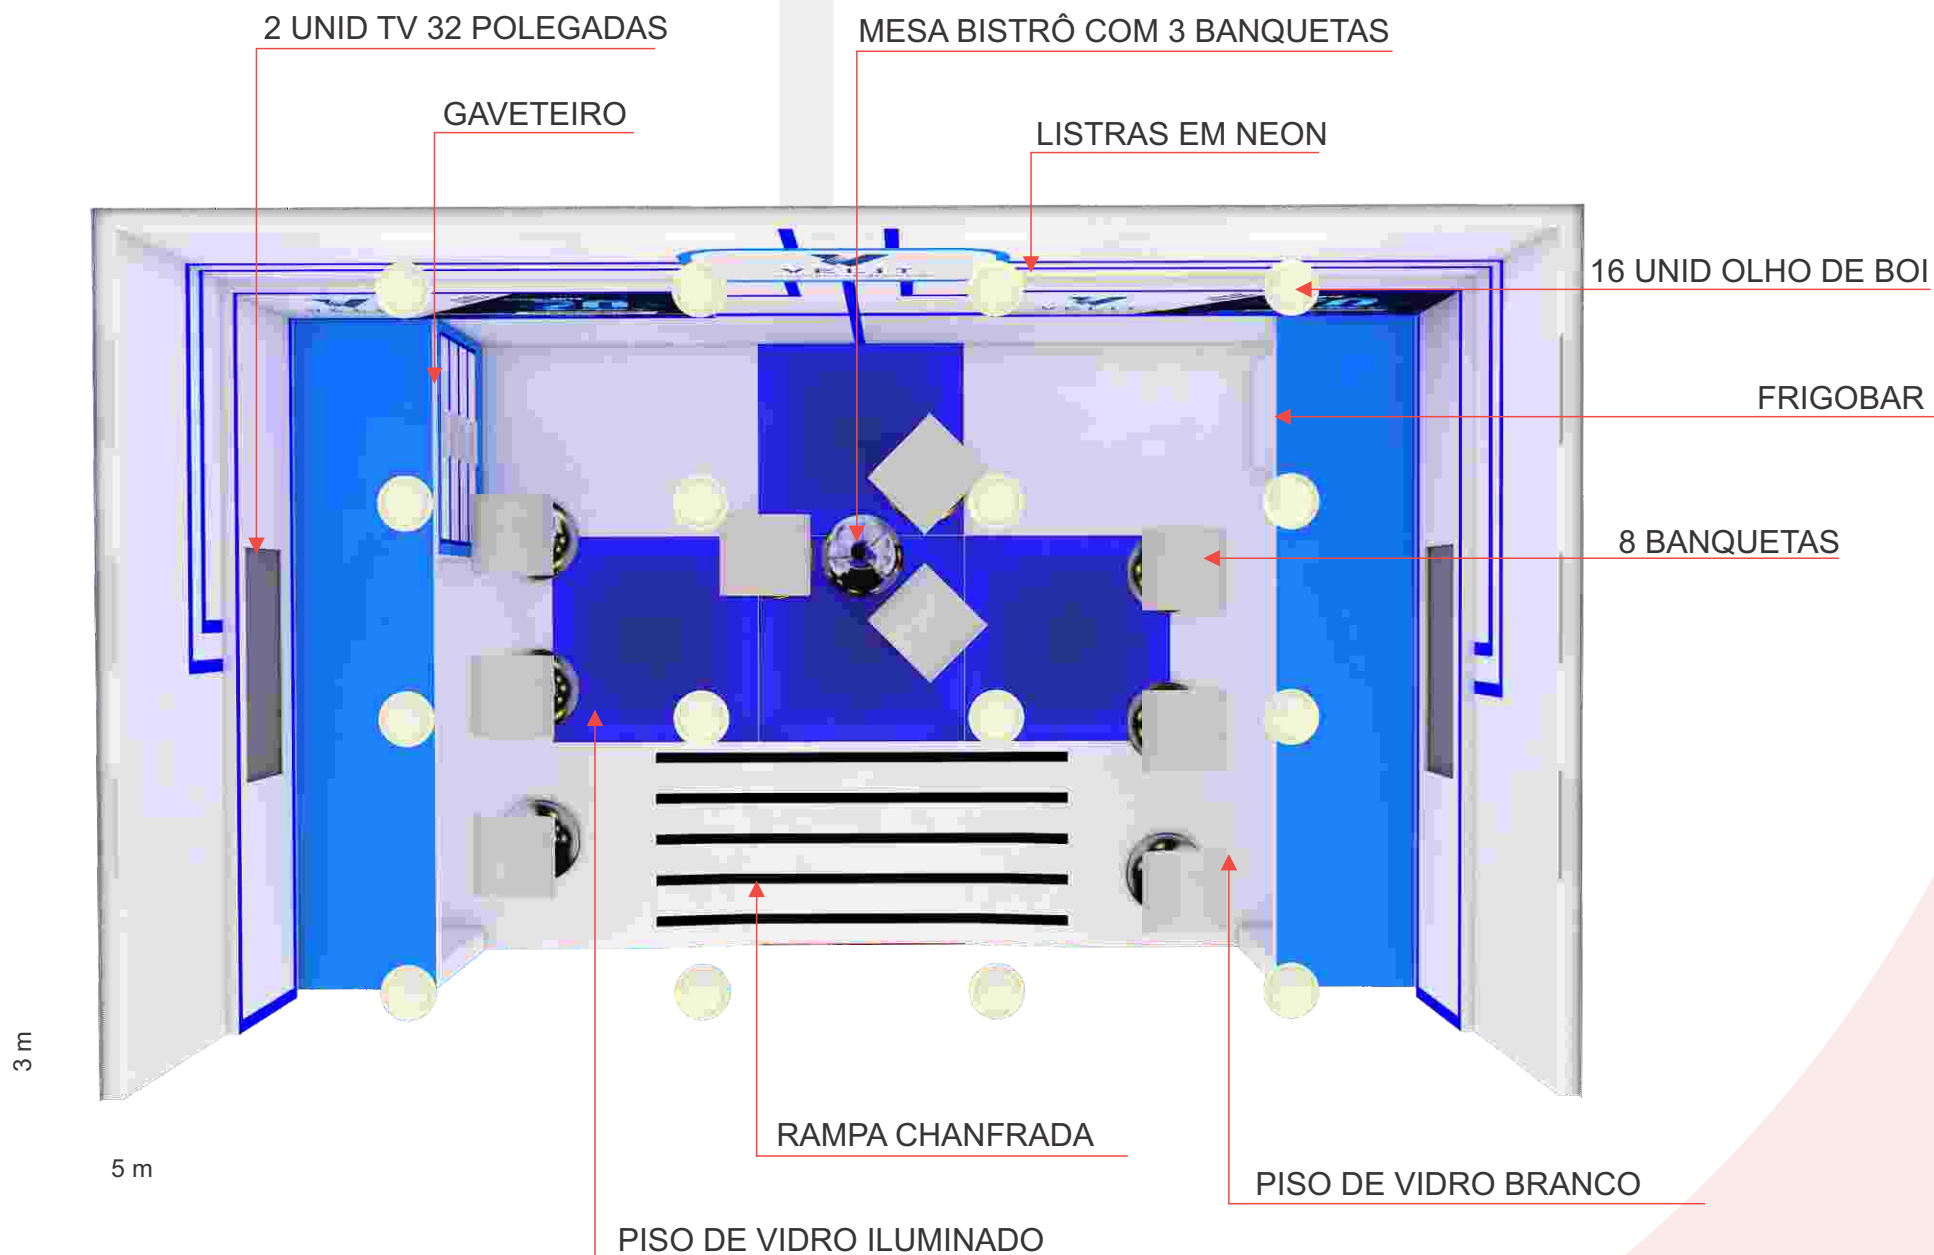 2 UNID TV 32 POLEGADAS
MESA BISTRÔ COM 3 BANQUETAS
GAVETEIRO
LISTRAS EM NEON
16 UNID OLHO DE BOI
FRIGOBAR
8 BANQUETAS
3 m
RAMPA CHANFRADA
5 m
PISO DE VIDRO BRANCO
PISO DE VIDRO ILUMINADO